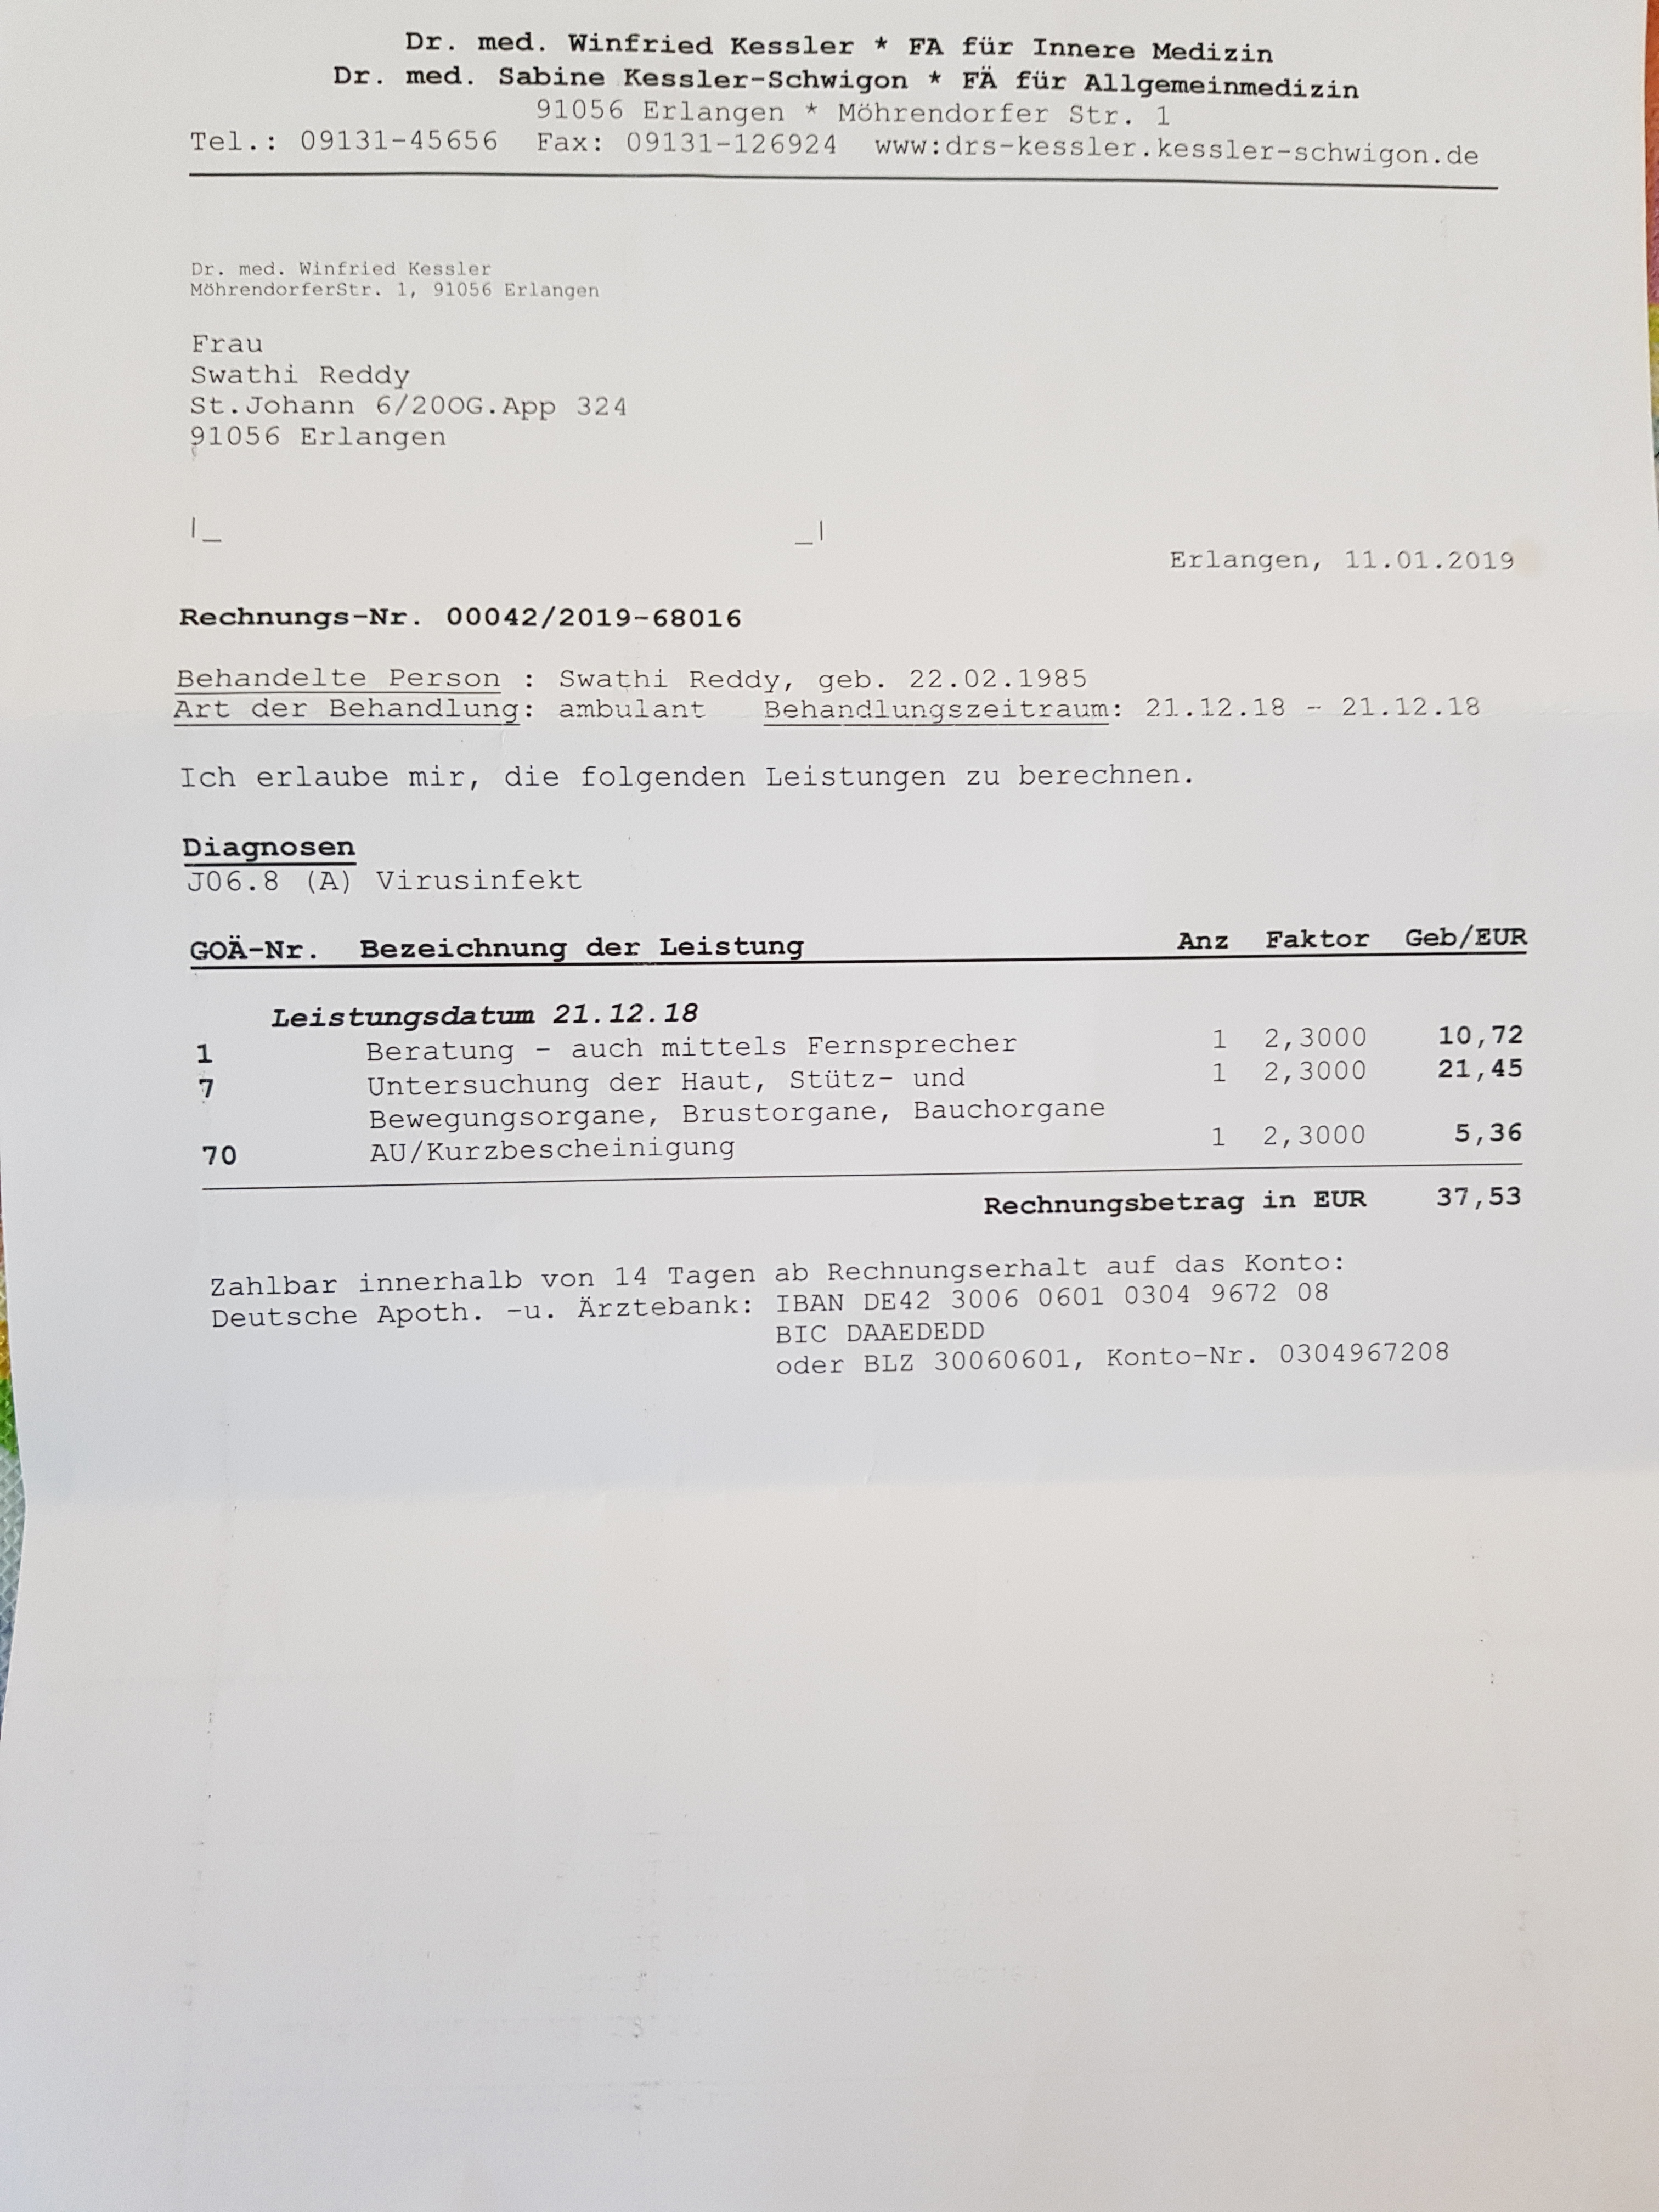 Dr. med. Winfried Kessler * FA für Innere Medizin
Dr. med. Sabine Kessler-Schwigon * FÄ für Allgemeinmedizin
91056 Erlangen * Möhrendorfer Str. 1
Tel.: 09131-45656 Fax: 09131-126924 www:drs-kessler.kessler-schwigon.de
Dr. med. Winfried Kessler
MöhrendorferStr. 1, 91056 Erlangen
Frau
Swathi Reddy
St.Johann 6/20OG.App 324
91056 Erlangen
|_ _|
Erlangen, 11.01.2019
Rechnungs-Nr. 00042/2019-68016
Behandelte Person : Swathi Reddy, geb. 22.02.1985
Art der Behandlung: ambulant Behandlungszeitraum: 21.12.18 - 21.12.18
Ich erlaube mir, die folgenden Leistungen zu berechnen.
Diagnosen
J06.8 (A) Virusinfekt
GOÄ-Nr. Bezeichnung der Leistung Anz Faktor Geb/EUR
Leistungsdatum 21.12.18
1 Beratung - auch mittels Fernsprecher 1 2,3000 10,72
7 Untersuchung der Haut, Stütz- und 1 2,3000 21,45
Bewegungsorgane, Brustorgane, Bauchorgane
70 AU/Kurzbescheinigung 1 2,3000 5,36
Rechnungsbetrag in EUR 37,53
Zahlbar innerhalb von 14 Tagen ab Rechnungserhalt auf das Konto:
Deutsche Apoth. -u. Ärztebank: IBAN DE42 3006 0601 0304 9672 08
BIC DAAEDEDD
oder BLZ 30060601, Konto-Nr. 0304967208